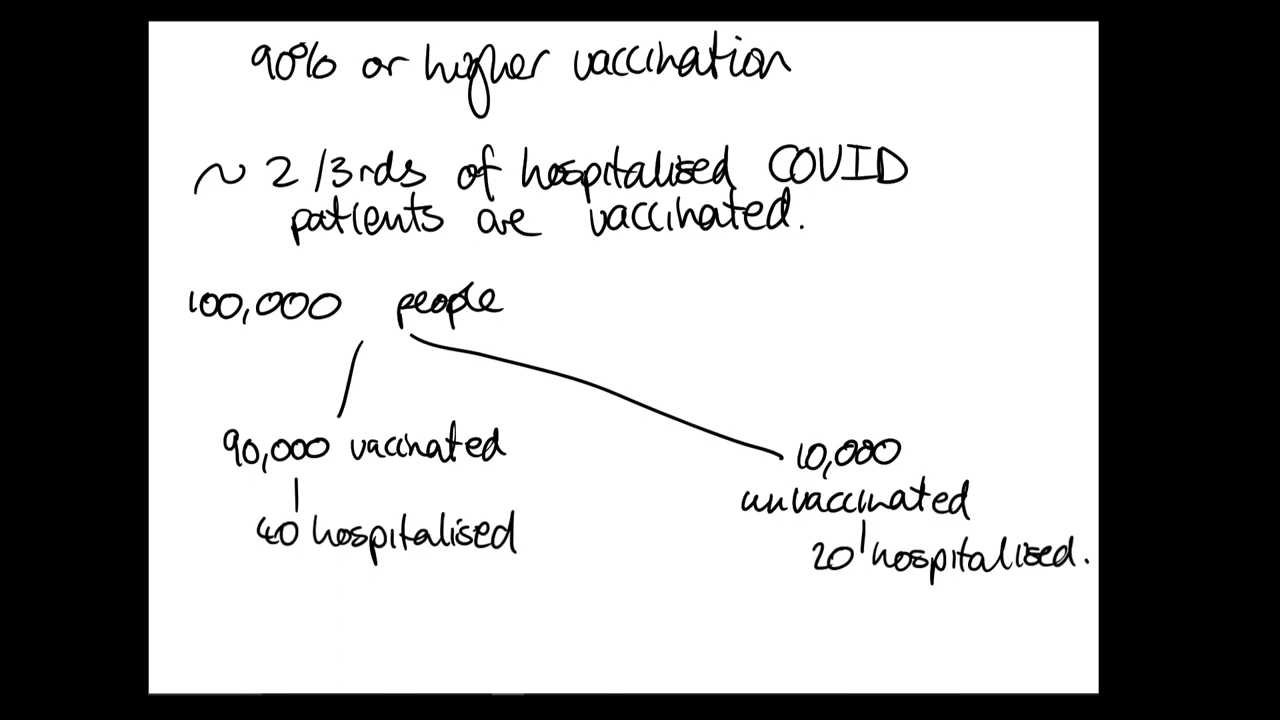 90% or higher vaccination
~ 2/3rds of hospitalised COVID
patients are vaccinated.
100,000 people
90,000 vaccinated
40 hospitalised
10,000
unvaccinated
20 hospitalised.